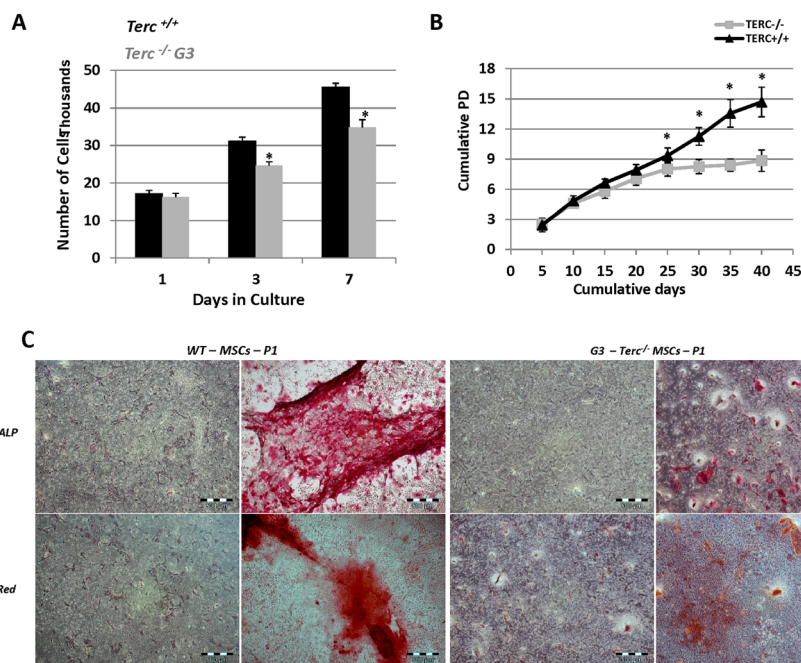 A
Terc +/+
Terc -/- G3
Number of Cells Thousands
50
40
30
20
10
0
*
*
1
3
7
Days in Culture
B
TERC-/-
TERC+/+
Cumulative PD
18
15
12
9
6
3
0
*
*
*
*
0
5
10
15
20
25
30
35
40
45
Cumulative days
C
WT – MSCs – P1
G3 – Terc-/- MSCs – P1
ALP
Red